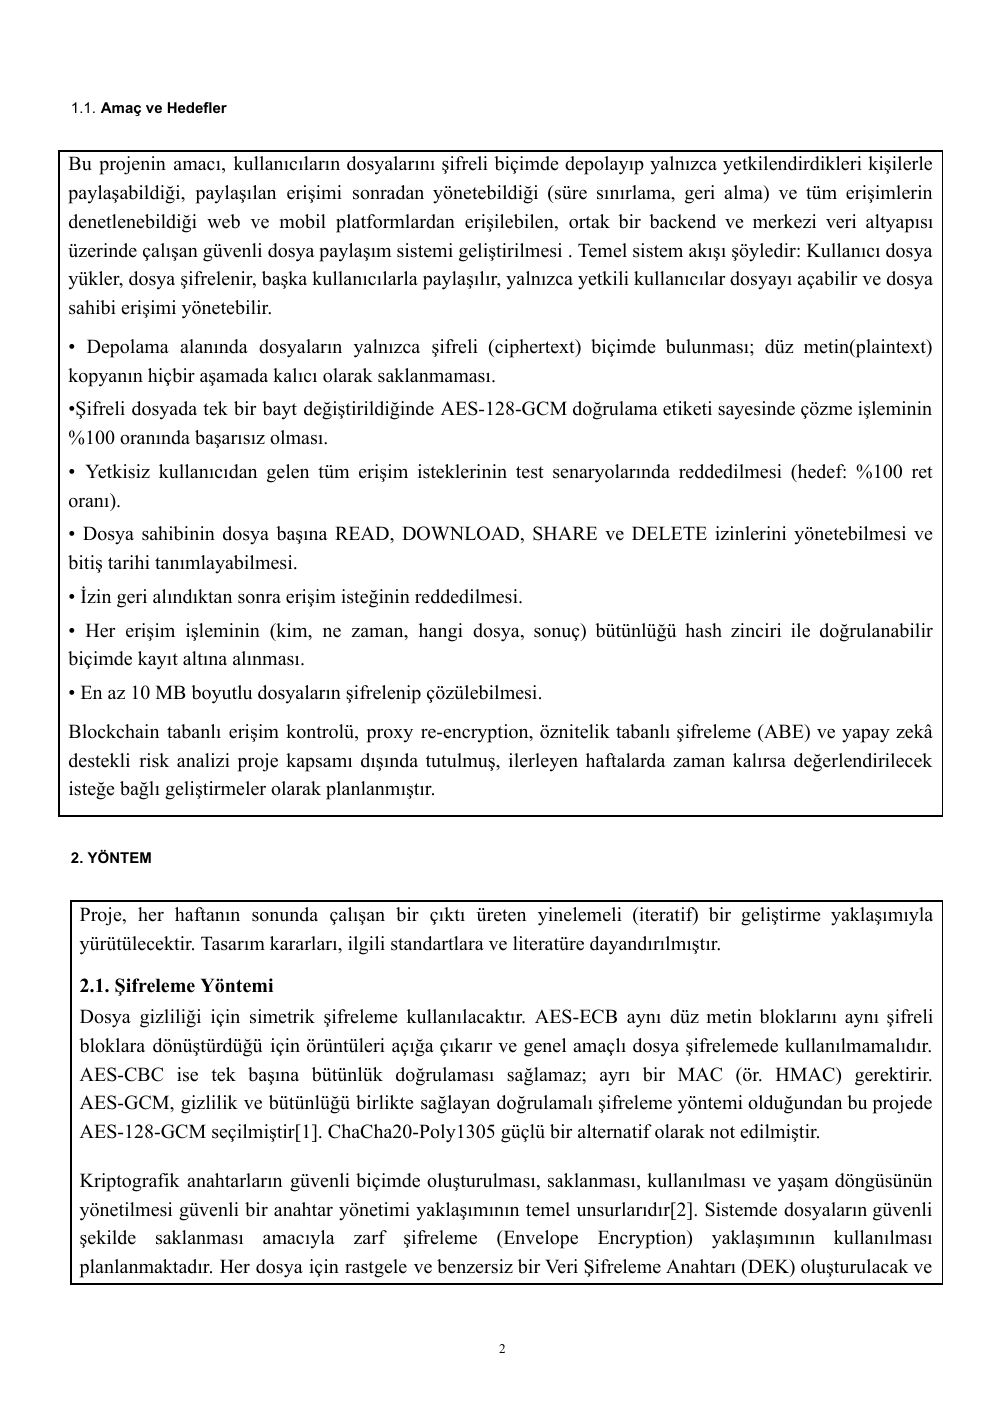 1.1. Amaç ve Hedefler
Bu projenin amacı, kullanıcıların dosyalarını şifreli biçimde depolayıp yalnızca yetkilendirdikleri kişilerle
paylaşabildiği, paylaşılan erişimi sonradan yönetebildiği (süre sınırlama, geri alma) ve tüm erişimlerin
denetlenebildiği web ve mobil platformlardan erişilebilen, ortak bir backend ve merkezi veri altyapısı
üzerinde çalışan güvenli dosya paylaşım sistemi geliştirilmesi . Temel sistem akışı şöyledir: Kullanıcı dosya
yükler, dosya şifrelenir, başka kullanıcılarla paylaşılır, yalnızca yetkili kullanıcılar dosyayı açabilir ve dosya
sahibi erişimi yönetebilir.
• Depolama alanında dosyaların yalnızca şifreli (ciphertext) biçimde bulunması; düz metin(plaintext)
kopyanın hiçbir aşamada kalıcı olarak saklanmaması.
•Şifreli dosyada tek bir bayt değiştirildiğinde AES-128-GCM doğrulama etiketi sayesinde çözme işleminin
%100 oranında başarısız olması.
• Yetkisiz kullanıcıdan gelen tüm erişim isteklerinin test senaryolarında reddedilmesi (hedef: %100 ret
oranı).
• Dosya sahibinin dosya başına READ, DOWNLOAD, SHARE ve DELETE izinlerini yönetebilmesi ve
bitiş tarihi tanımlayabilmesi.
• İzin geri alındıktan sonra erişim isteğinin reddedilmesi.
• Her erişim işleminin (kim, ne zaman, hangi dosya, sonuç) bütünlüğü hash zinciri ile doğrulanabilir
biçimde kayıt altına alınması.
• En az 10 MB boyutlu dosyaların şifrelenip çözülebilmesi.
Blockchain tabanlı erişim kontrolü, proxy re-encryption, öznitelik tabanlı şifreleme (ABE) ve yapay zekâ
destekli risk analizi proje kapsamı dışında tutulmuş, ilerleyen haftalarda zaman kalırsa değerlendirilecek
isteğe bağlı geliştirmeler olarak planlanmıştır.
2. YÖNTEM
Proje, her haftanın sonunda çalışan bir çıktı üreten yinelemeli (iteratif) bir geliştirme yaklaşımıyla
yürütülecektir. Tasarım kararları, ilgili standartlara ve literatüre dayandırılmıştır.
2.1. Şifreleme Yöntemi
Dosya gizliliği için simetrik şifreleme kullanılacaktır. AES-ECB aynı düz metin bloklarını aynı şifreli
bloklara dönüştürdüğü için örüntüleri açığa çıkarır ve genel amaçlı dosya şifrelemede kullanılmamalıdır.
AES-CBC ise tek başına bütünlük doğrulaması sağlamaz; ayrı bir MAC (ör. HMAC) gerektirir.
AES-GCM, gizlilik ve bütünlüğü birlikte sağlayan doğrulamalı şifreleme yöntemi olduğundan bu projede
AES-128-GCM seçilmiştir[1]. ChaCha20-Poly1305 güçlü bir alternatif olarak not edilmiştir.
Kriptografik anahtarların güvenli biçimde oluşturulması, saklanması, kullanılması ve yaşam döngüsünün
yönetilmesi güvenli bir anahtar yönetimi yaklaşımının temel unsurlarıdır[2]. Sistemde dosyaların güvenli
şekilde saklanması amacıyla zarf şifreleme (Envelope Encryption) yaklaşımının kullanılması
planlanmaktadır. Her dosya için rastgele ve benzersiz bir Veri Şifreleme Anahtarı (DEK) oluşturulacak ve
2